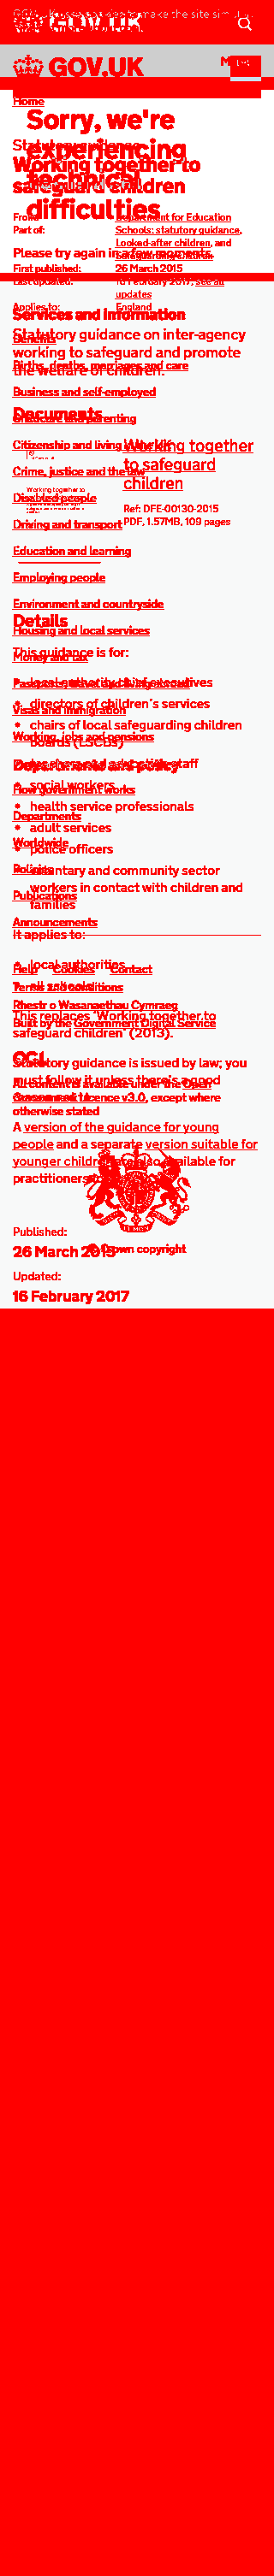 GOV.UK uses cookies to make the site simpler.
GOV.UK
GOV.UK
Menu
Home
Sorry, we're
experiencing
technical
difficulties
Please try again in a few moments.
Statutory guidance
Working together to
safeguard children
From:
Department for Education
Part of:
Schools: statutory guidance,
Looked-after children, and
Safeguarding children
First published:
26 March 2015
Last updated:
16 February 2017, see all
updates
Applies to:
England
Statutory guidance on inter-agency
working to safeguard and promote
the welfare of children.
Services and information
Benefits
Births, deaths, marriages and care
Business and self-employed
Childcare and parenting
Citizenship and living in the UK
Crime, justice and the law
Disabled people
Driving and transport
Education and learning
Employing people
Environment and countryside
Housing and local services
Money and tax
Passports, travel and living abroad
Visas and immigration
Working, jobs and pensions
Documents
Working together
to safeguard
children
Ref: DFE-00130-2015
PDF, 1.57MB, 109 pages
Details
This guidance is for:
local authority chief executives
directors of children's services
chairs of local safeguarding children
boards (LSCBs)
social workers
health service professionals
adult services
police officers
voluntary and community sector
workers in contact with children and
families
Departments and policy
How government works
Departments
Worldwide
Policies
Publications
Announcements
It applies to:
local authorities
all schools
Help
Cookies
Contact
Terms and conditions
Rhestr o Wasanaethau Cymraeg
Built by the Government Digital Service
This replaces 'Working together to
safeguard children' (2013).
OGL
Statutory guidance is issued by law; you
must follow it unless there's a good
reason not to.
All content is available under the Open
Government Licence v3.0, except where
otherwise stated
A version of the guidance for young
people and a separate version suitable for
younger children are also available for
practitioners
© Crown copyright
Published:
26 March 2015
Updated:
16 February 2017